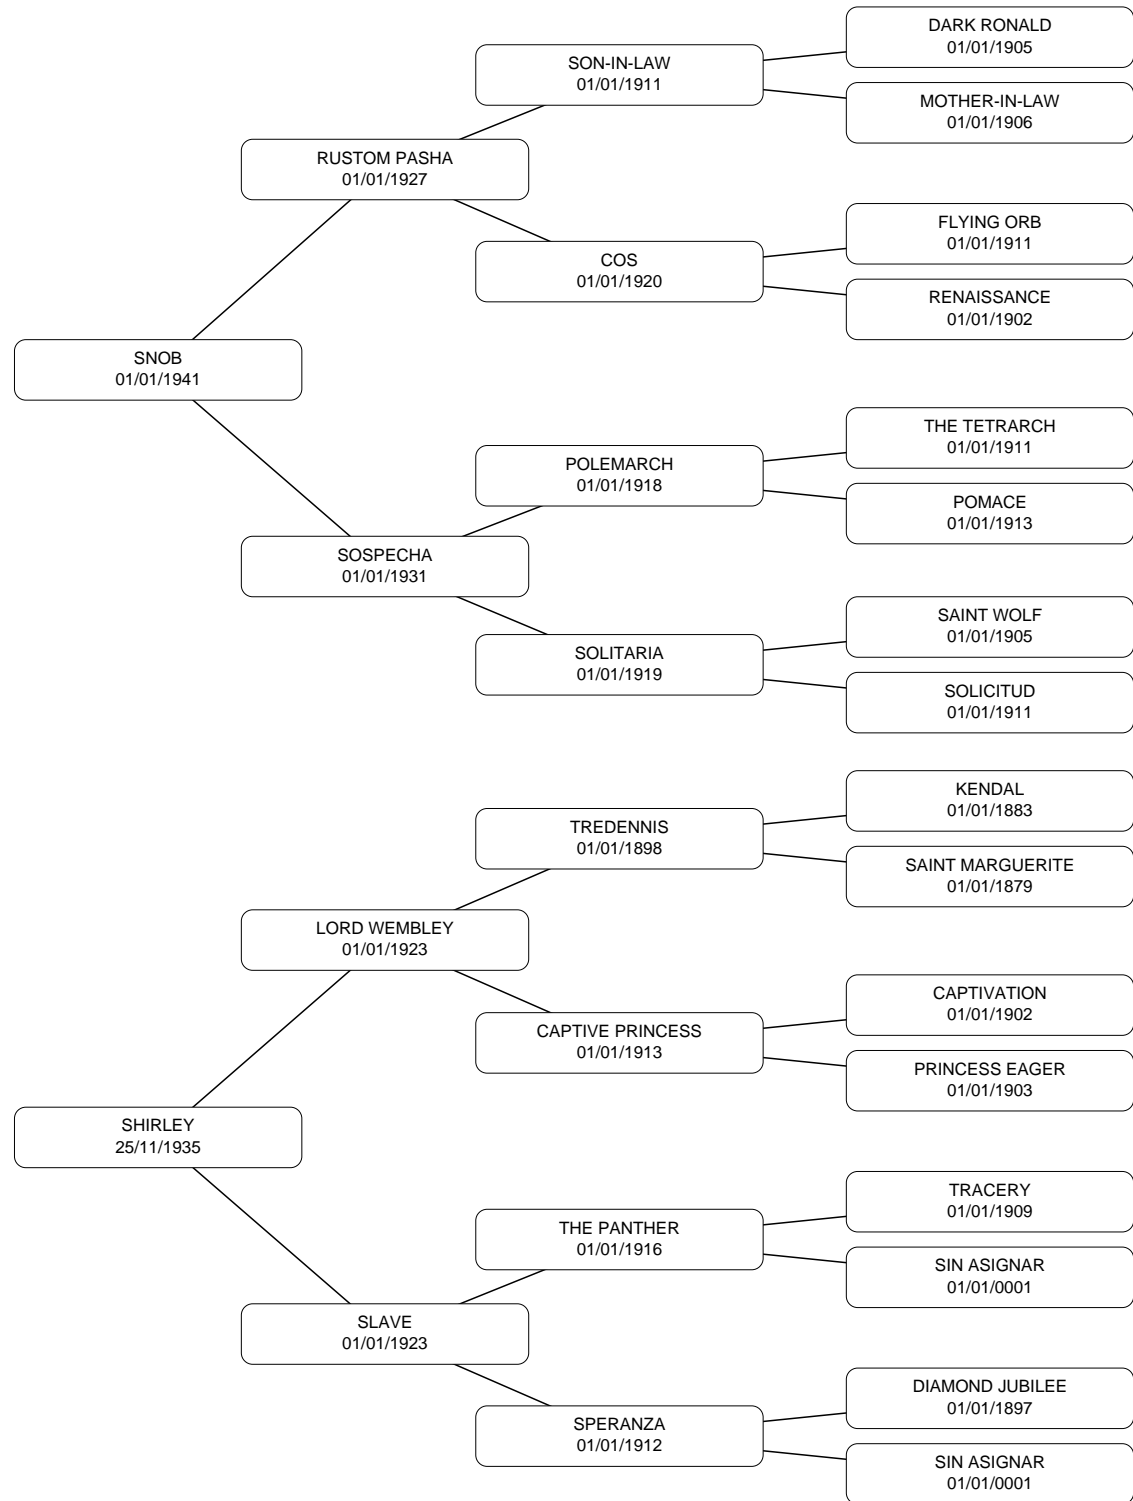 DARK RONALD
01/01/1905
SON-IN-LAW
01/01/1911
MOTHER-IN-LAW
01/01/1906
RUSTOM PASHA
01/01/1927
FLYING ORB
01/01/1911
COS
01/01/1920
RENAISSANCE
01/01/1902
SNOB
01/01/1941
THE TETRARCH
01/01/1911
POLEMARCH
01/01/1918
POMACE
01/01/1913
SOSPECHA
01/01/1931
SAINT WOLF
01/01/1905
SOLITARIA
01/01/1919
SOLICITUD
01/01/1911
KENDAL
01/01/1883
TREDENNIS
01/01/1898
SAINT MARGUERITE
01/01/1879
LORD WEMBLEY
01/01/1923
CAPTIVATION
01/01/1902
CAPTIVE PRINCESS
01/01/1913
PRINCESS EAGER
01/01/1903
SHIRLEY
25/11/1935
TRACERY
01/01/1909
THE PANTHER
01/01/1916
SIN ASIGNAR
01/01/0001
SLAVE
01/01/1923
DIAMOND JUBILEE
01/01/1897
SPERANZA
01/01/1912
SIN ASIGNAR
01/01/0001